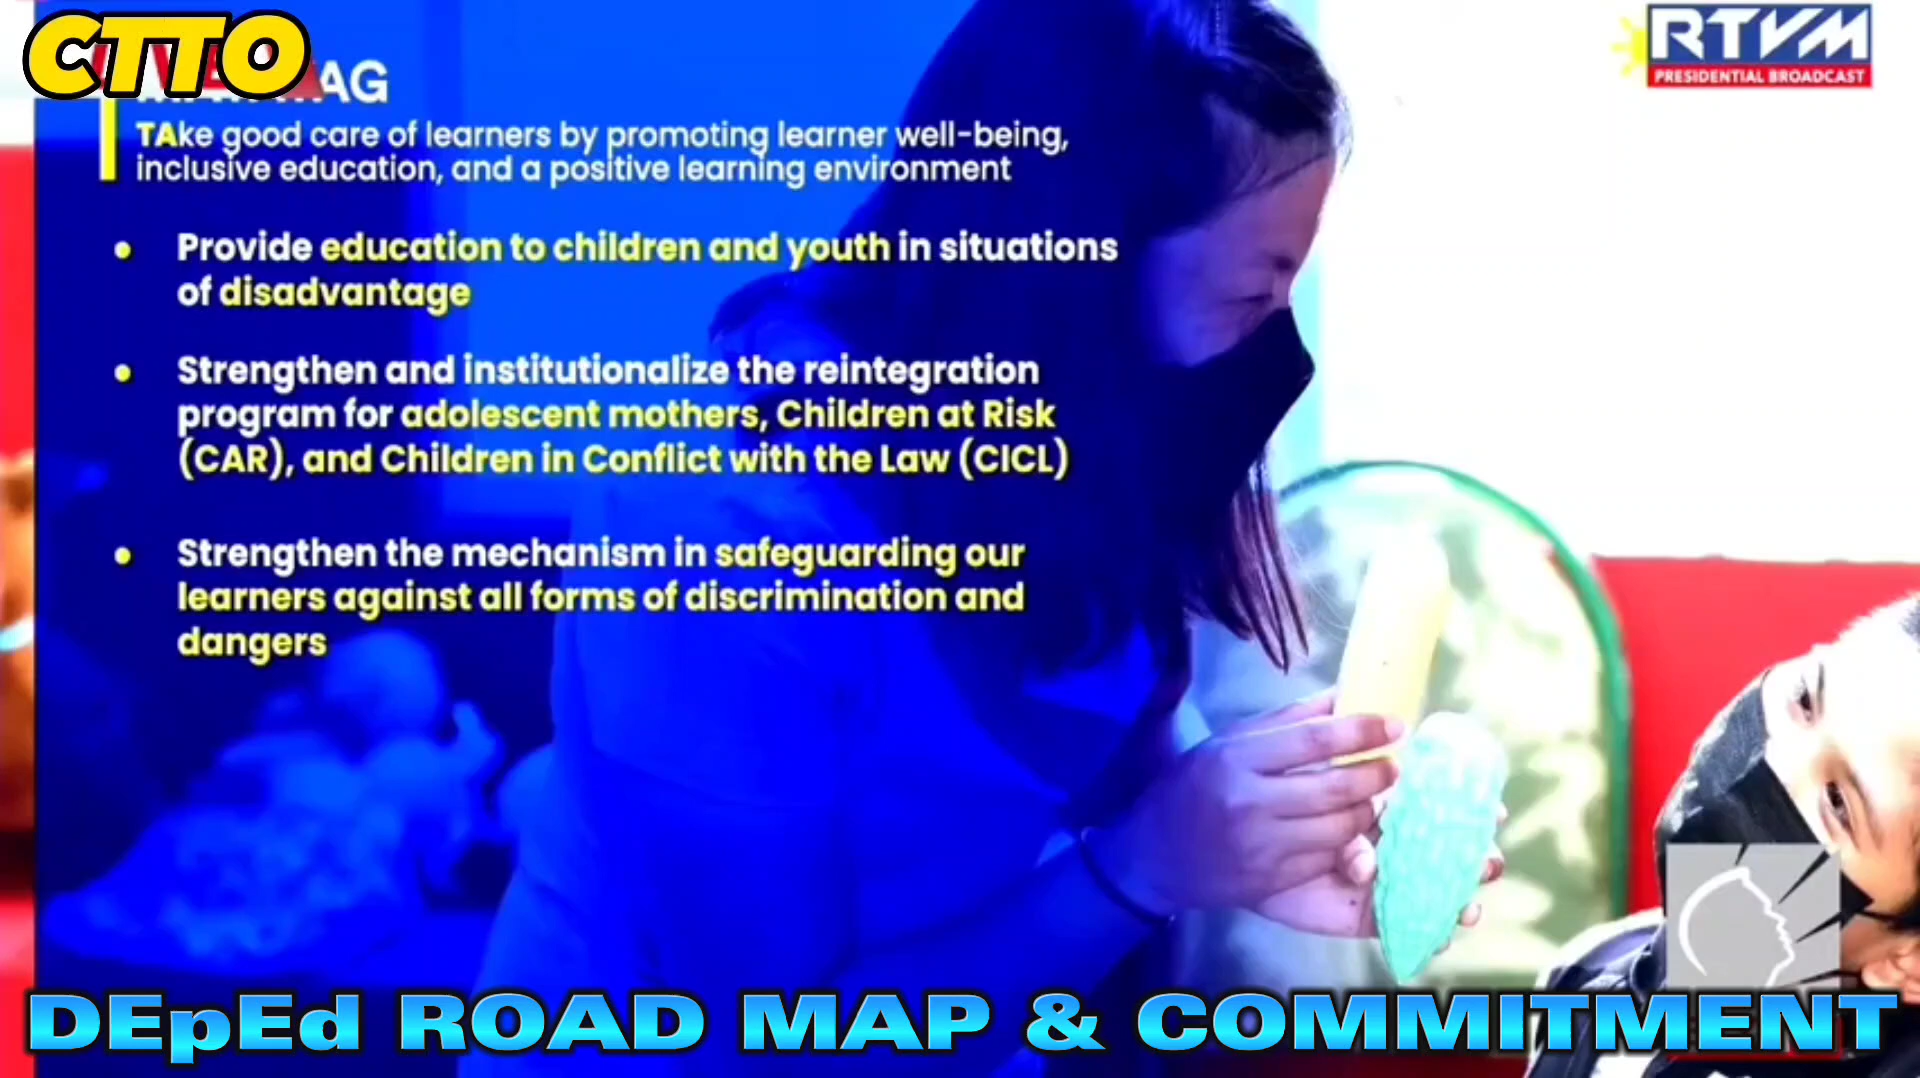 CTTO
RTVM
PRESIDENTIAL BROADCAST
TAke good care of learners by promoting learner well-being,
inclusive education, and a positive learning environment
• Provide education to children and youth in situations
of disadvantage
• Strengthen and institutionalize the reintegration
program for adolescent mothers, Children at Risk
(CAR), and Children in Conflict with the Law (CICL)
• Strengthen the mechanism in safeguarding our
learners against all forms of discrimination and
dangers
DEpEd ROAD MAP & COMMITMENT